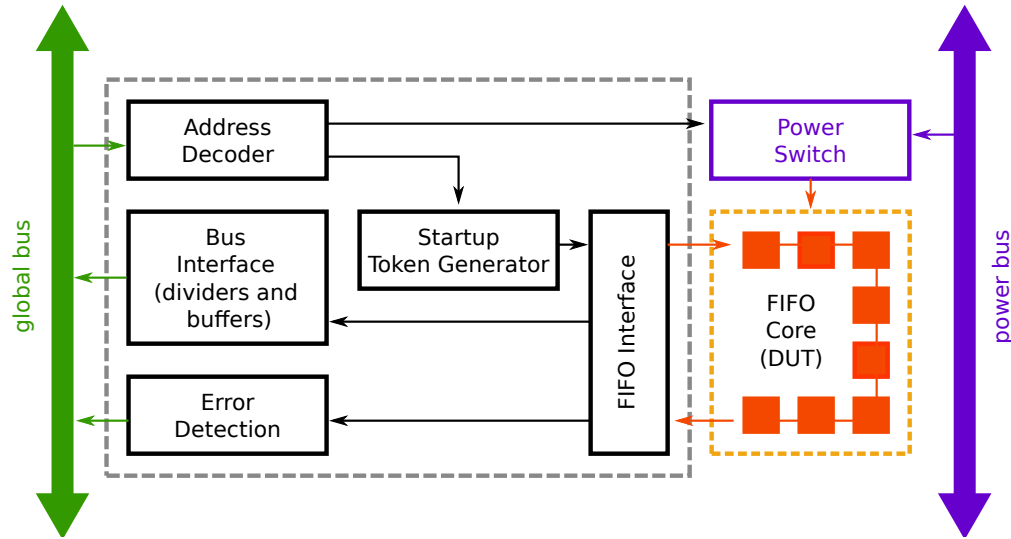 global bus
Address
Decoder
Power
Switch
Bus
Interface
(dividers and
buffers)
Startup
Token Generator
FIFO Interface
FIFO
Core
(DUT)
Error
Detection
power bus